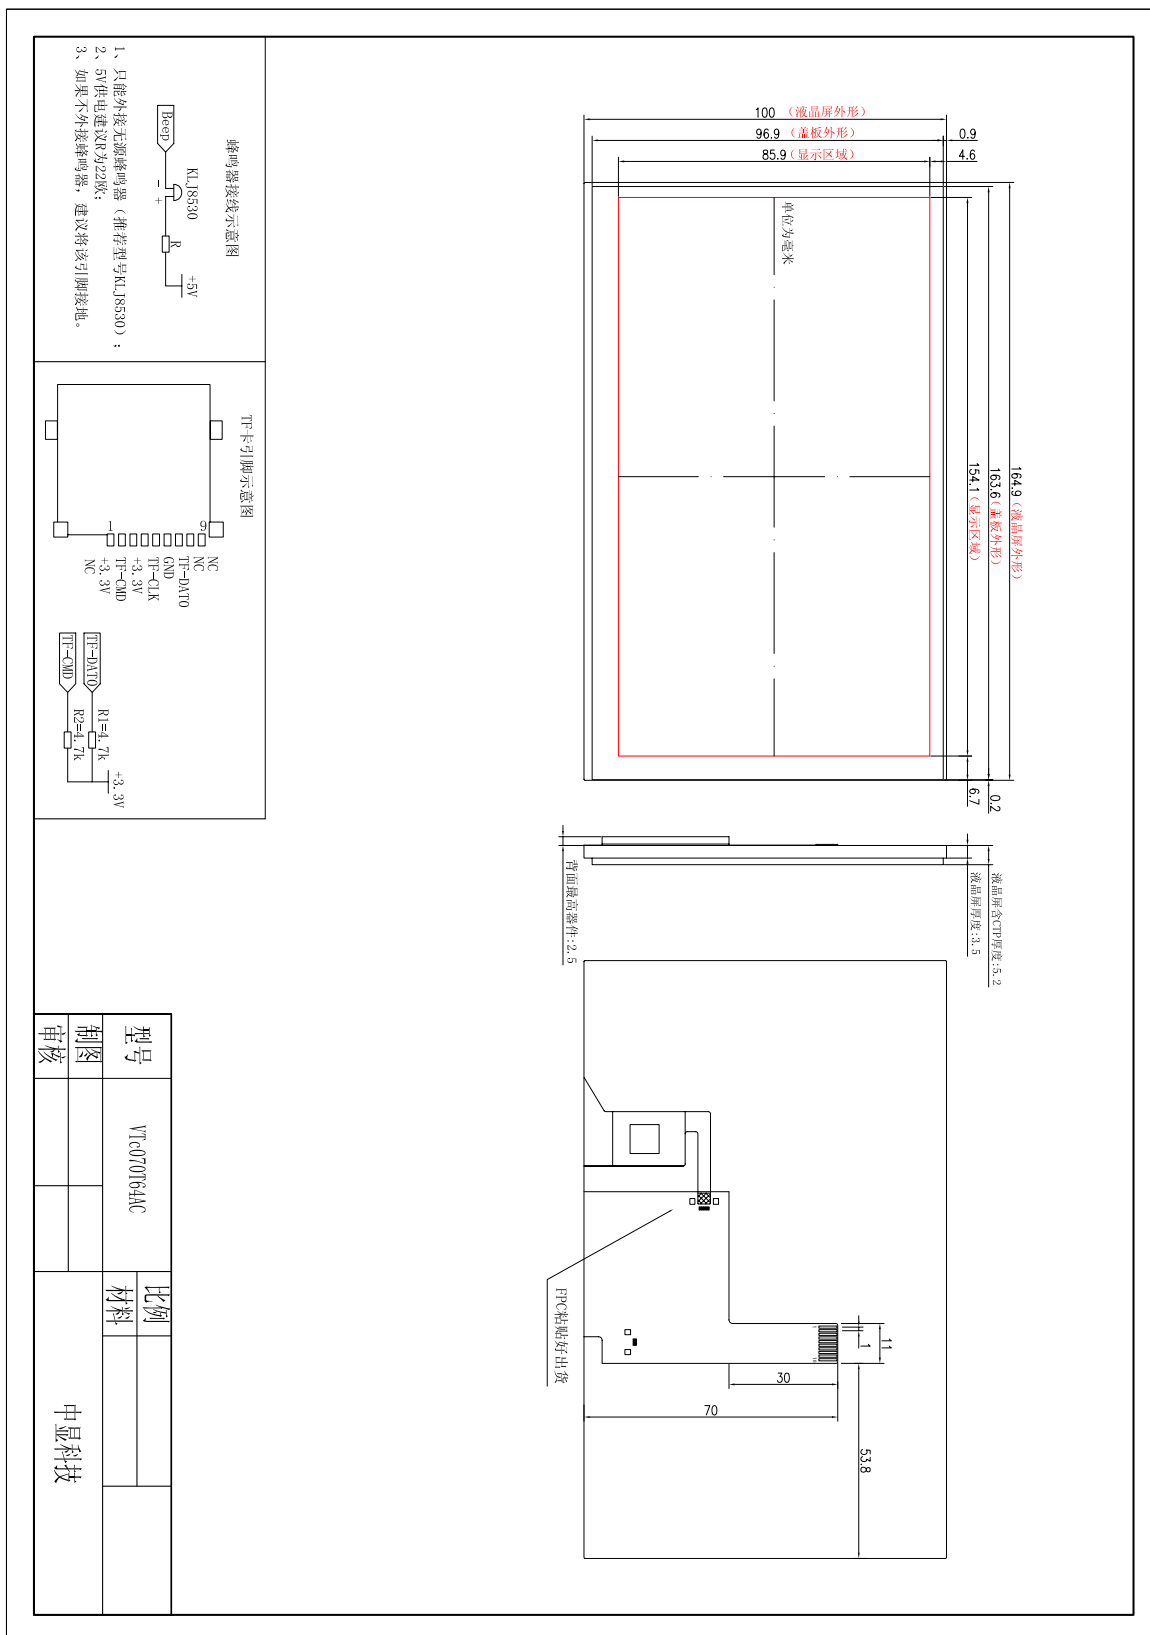 100 （液晶屏外形）
96.9（盖板外形）
85.9（显示区域）
0.9
4.6
164.9（液晶屏外形）
163.6（盖板外形）
154.1（显示区域）
0.2
6.7
单位为毫米
液晶屏含CTP厚度:5.2
液晶屏厚度:3.5
背面最高器件:2.5
11
1
30
70
53.8
FPC粘贴好出货
蜂鸣器接线示意图
KLJ8530
Beep
- +
R
+5V
1、只能外接无源蜂鸣器（推荐型号KLJ8530）；
2、5V供电建议R为22欧；
3、如果不外接蜂鸣器，建议将该引脚接地。
TF卡引脚示意图
9
1
NC
NC
TF-DAT0
GND
TF-CLK
+3.3V
TF-CMD
+3.3V
NC
TF-DAT0
R1=4.7k
TF-CMD
R2=4.7k
+3.3V
型号
VTc070T64AC
比例
材料
制图
审核
中显科技